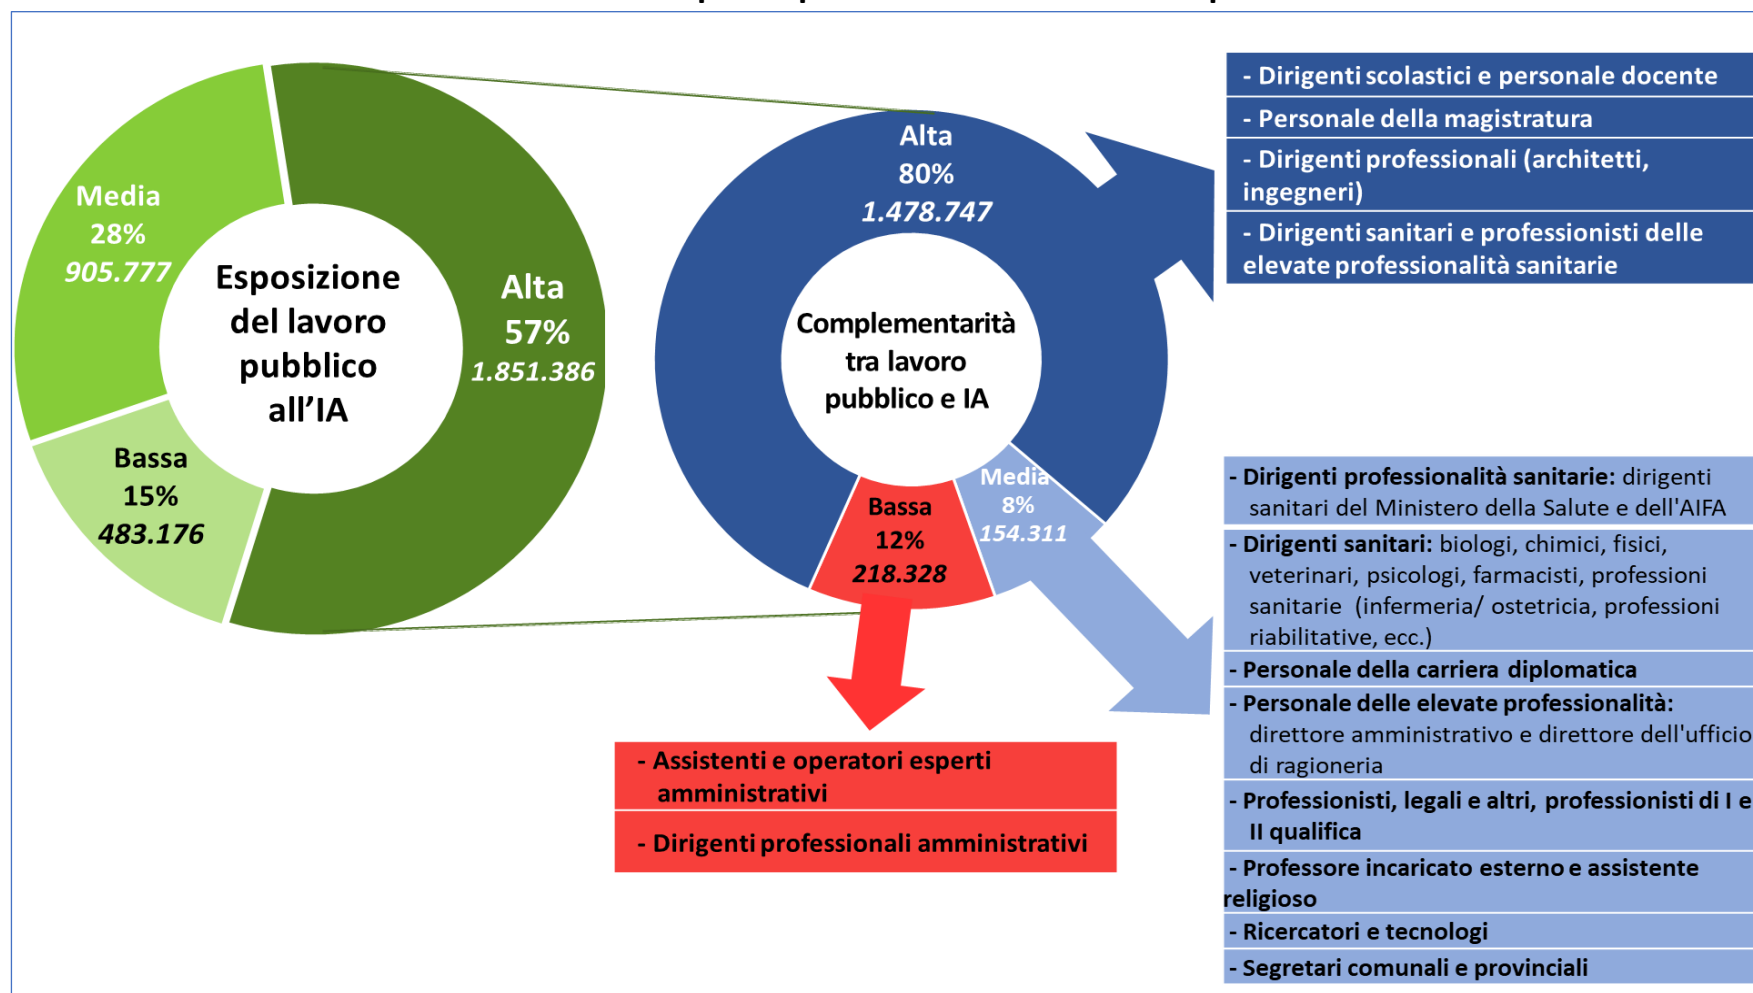 Esposizione
del lavoro
pubblico
all’IA
Alta
57%
1.851.386
Media
28%
905.777
Bassa
15%
483.176
Complementarità
tra lavoro
pubblico e IA
Alta
80%
1.478.747
Media
8%
154.311
Bassa
12%
218.328
- Dirigenti scolastici e personale docente
- Personale della magistratura
- Dirigenti professionali (architetti,
ingegneri)
- Dirigenti sanitari e professionisti delle
elevate professionalità sanitarie
- Dirigenti professionalità sanitarie: dirigenti
sanitari del Ministero della Salute e dell'AIFA
- Dirigenti sanitari: biologi, chimici, fisici,
veterinari, psicologi, farmacisti, professioni
sanitarie (infermeria/ ostetricia, professioni
riabilitative, ecc.)
- Personale della carriera diplomatica
- Personale delle elevate professionalità:
direttore amministrativo e direttore dell'ufficio
di ragioneria
- Professionisti, legali e altri, professionisti di I e
II qualifica
- Professore incaricato esterno e assistente
religioso
- Ricercatori e tecnologi
- Segretari comunali e provinciali
- Assistenti e operatori esperti
amministrativi
- Dirigenti professionali amministrativi